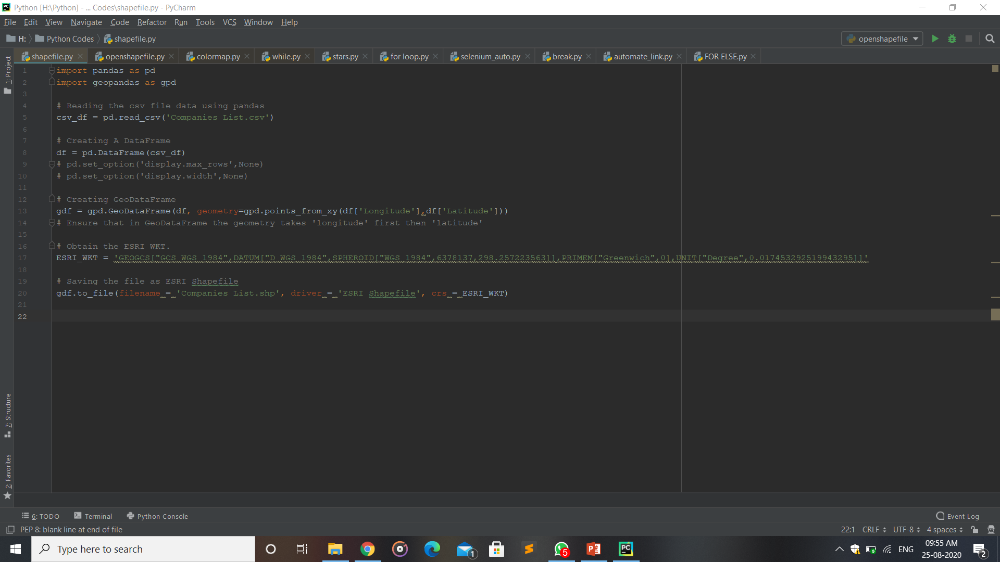 Python [H:\Python] - ... Codes\shapefile.py - PyCharm
File Edit View Navigate Code Refactor Run Tools VCS Window Help
H: Python Codes shapefile.py openshapefile
shapefile.py openshapefile.py colormap.py while.py stars.py for loop.py selenium_auto.py break.py automate_link.py FOR ELSE.py
1: Project
1 import pandas as pd
2 import geopandas as gpd
3
4 # Reading the csv file data using pandas
5 csv_df = pd.read_csv('Companies List.csv')
6
7 # Creating A DataFrame
8 df = pd.DataFrame(csv_df)
9 # pd.set_option('display.max_rows',None)
10 # pd.set_option('display.width',None)
11
12 # Creating GeoDataFrame
13 gdf = gpd.GeoDataFrame(df, geometry=gpd.points_from_xy(df['Longitude'],df['Latitude']))
14 # Ensure that in GeoDataFrame the geometry takes 'longitude' first then 'latitude'
15
16 # Obtain the ESRI WKT.
17 ESRI_WKT = 'GEOGCS["GCS_WGS_1984",DATUM["D_WGS_1984",SPHEROID["WGS_1984",6378137,298.257223563]],PRIMEM["Greenwich",0],UNIT["Degree",0.017453292519943295]]'
18
19 # Saving the file as ESRI Shapefile
20 gdf.to_file(filename = 'Companies List.shp', driver = 'ESRI Shapefile', crs = ESRI_WKT)
21
22
7: Structure
2: Favorites
6: TODO Terminal Python Console Event Log
PEP 8: blank line at end of file 22:1 CRLF UTF-8 4 spaces
Type here to search 1 5 ENG 09:55 AM 2
25-08-2020